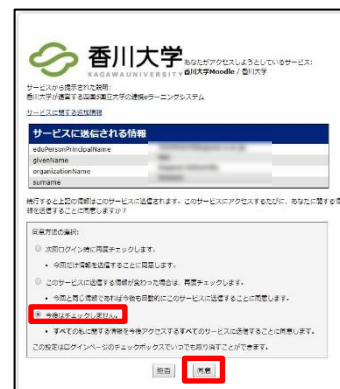 香川大学
KAGAWA UNIVERSITY
あなたがアクセスしようとしているサービス:
香川大学Moodle / 香川大学
サービスから提示された説明:
香川大学が運営する四国5国立大学の連携eラーニングシステム
サービスに関する追加情報
サービスに送信される情報
eduPersonPrincipalName
givenName
organizationName
surname
続行すると上記の情報はこのサービスに送信されます。このサービスにアクセスするたびに、あなたに関する情
報を送信することに同意しますか?
同意方法の選択:
次回ログイン時に再度チェックします。
今回だけ情報を送信することに同意します。
このサービスに送信する情報が変わった場合は、再度チェックします。
今回と同じ情報であれば今後も自動的にこのサービスに送信することに同意します。
今後はチェックしません。
すべての私に関する情報を今後アクセスするすべてのサービスに送信することに同意します。
この設定はログインページのチェックボックスでいつでも取り消すことができます。
拒否
同意